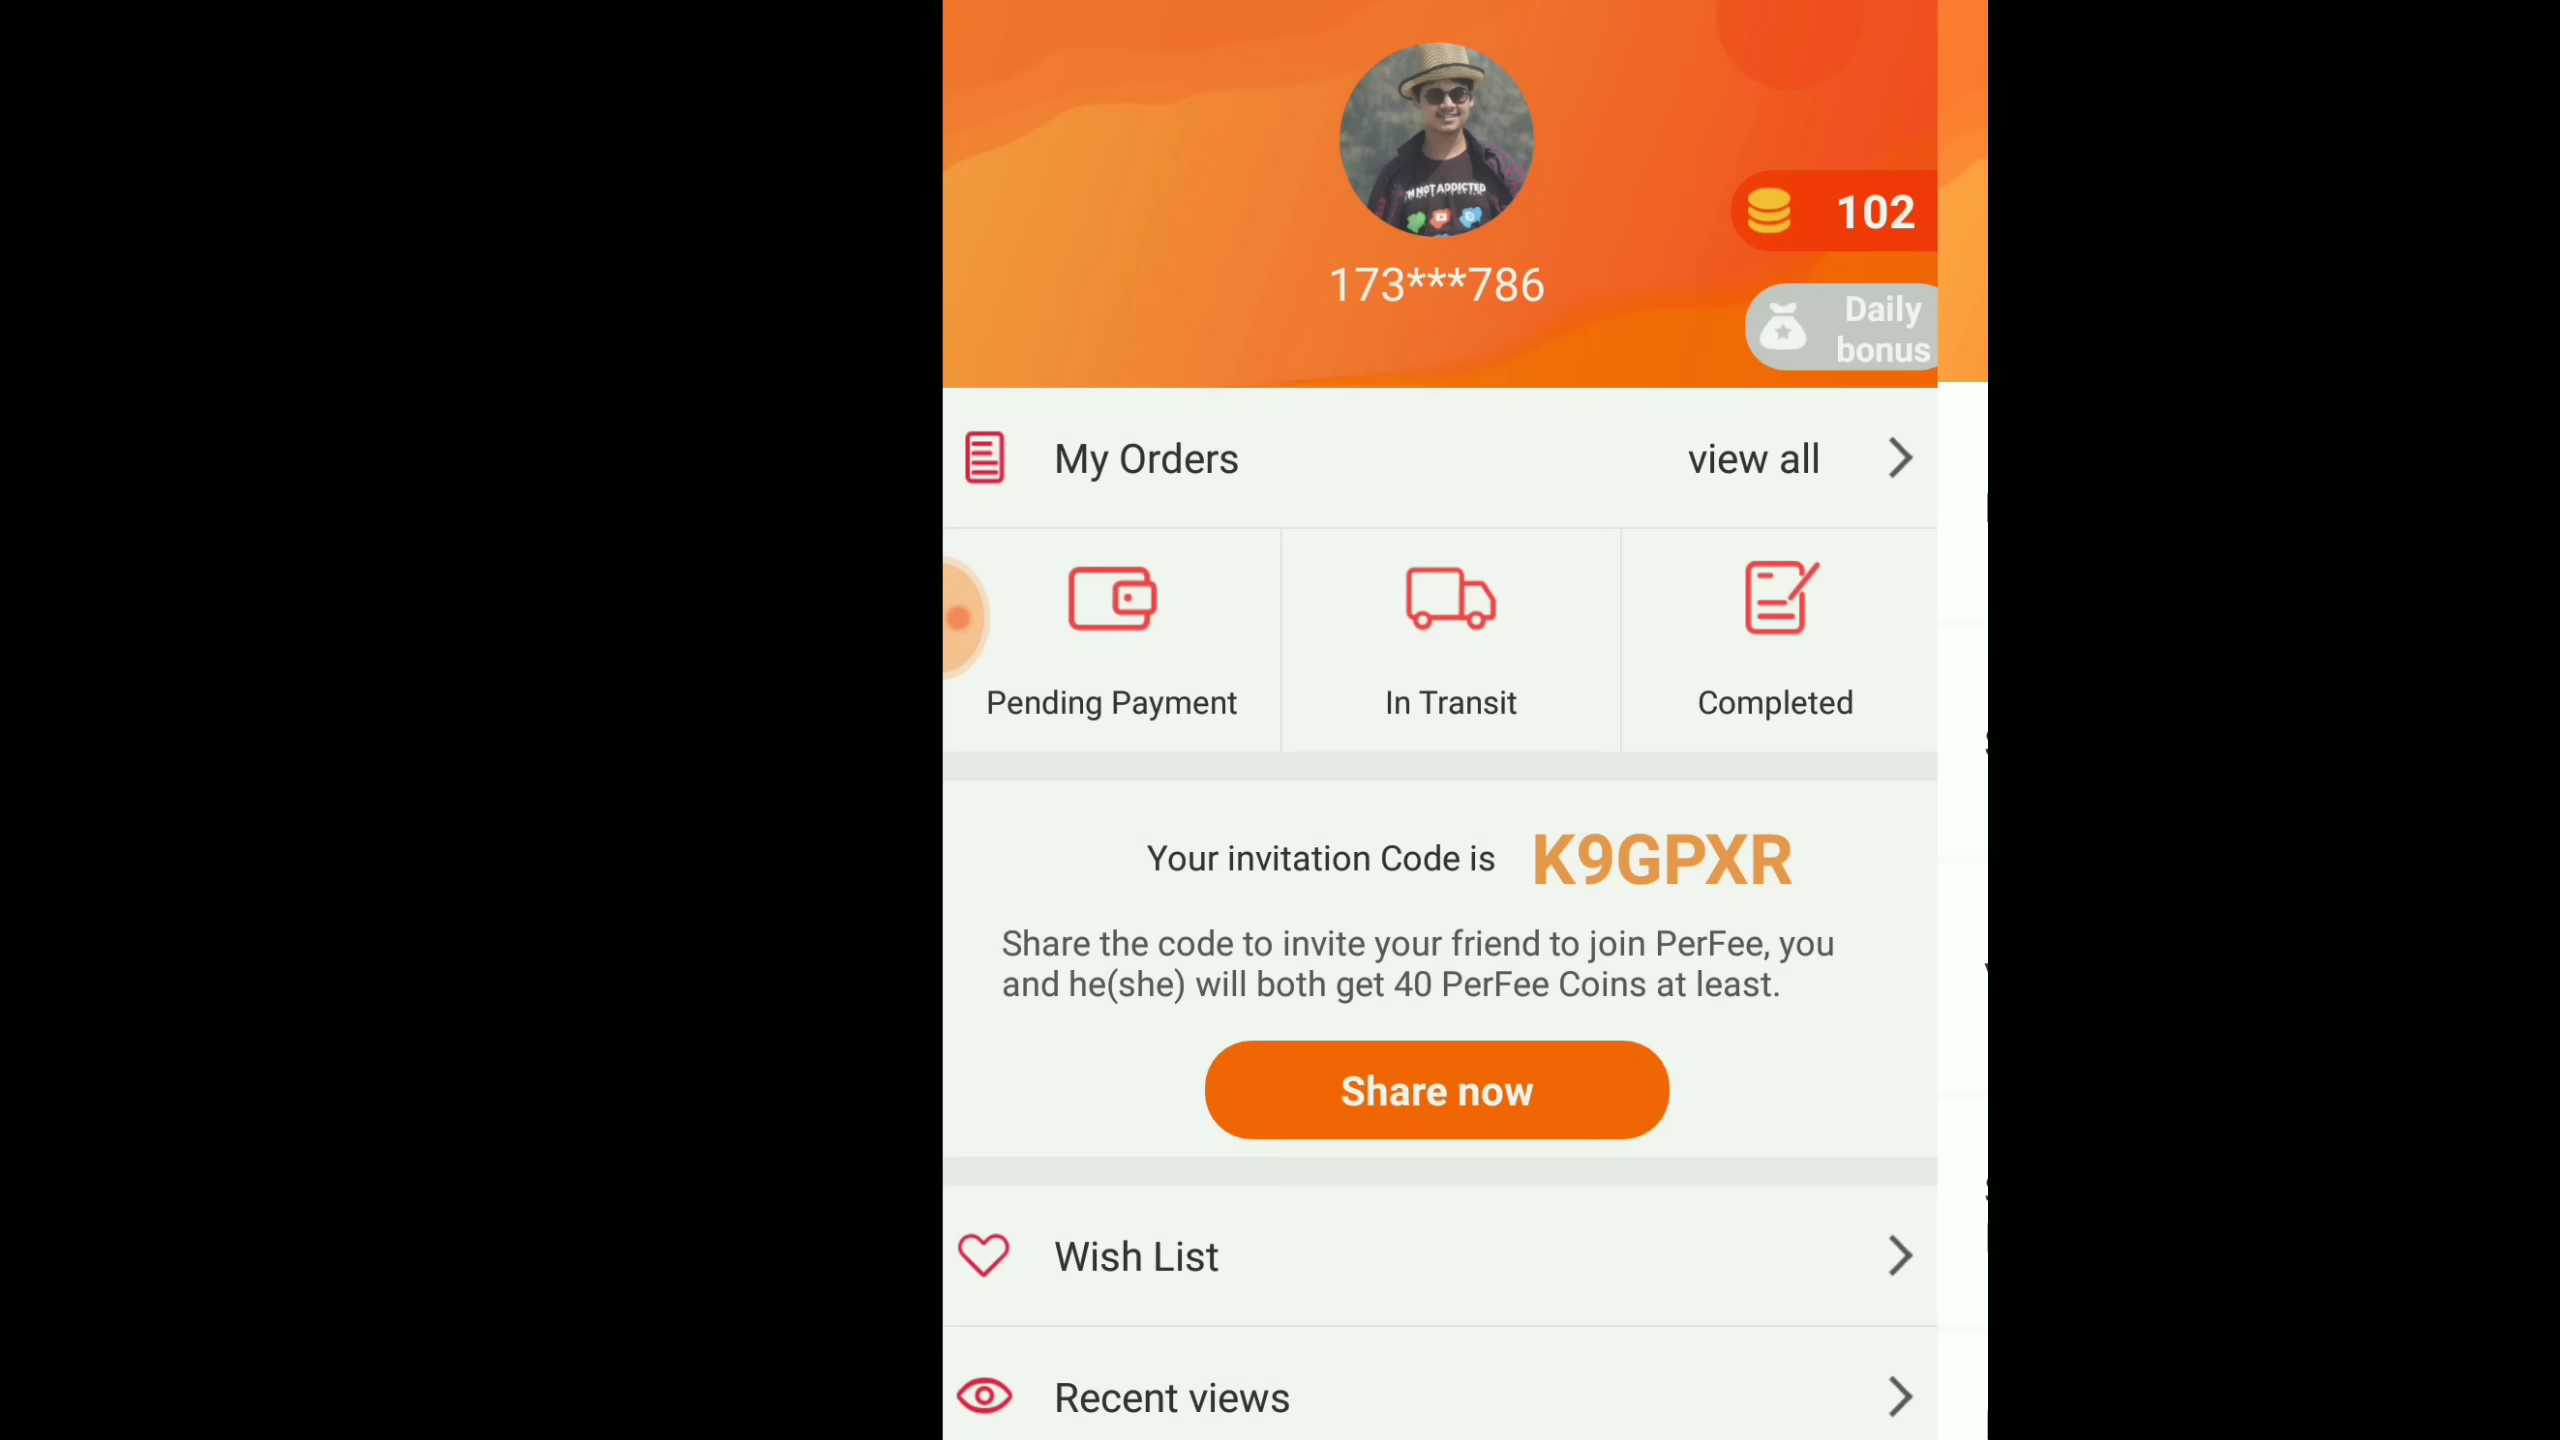 I'M NOT ADDICTED
102
173***786
Daily
bonus
My Orders
view all
Pending Payment
In Transit
Completed
Your invitation Code is K9GPXR
Share the code to invite your friend to join PerFee, you
and he(she) will both get 40 PerFee Coins at least.
Share now
Wish List
Recent views